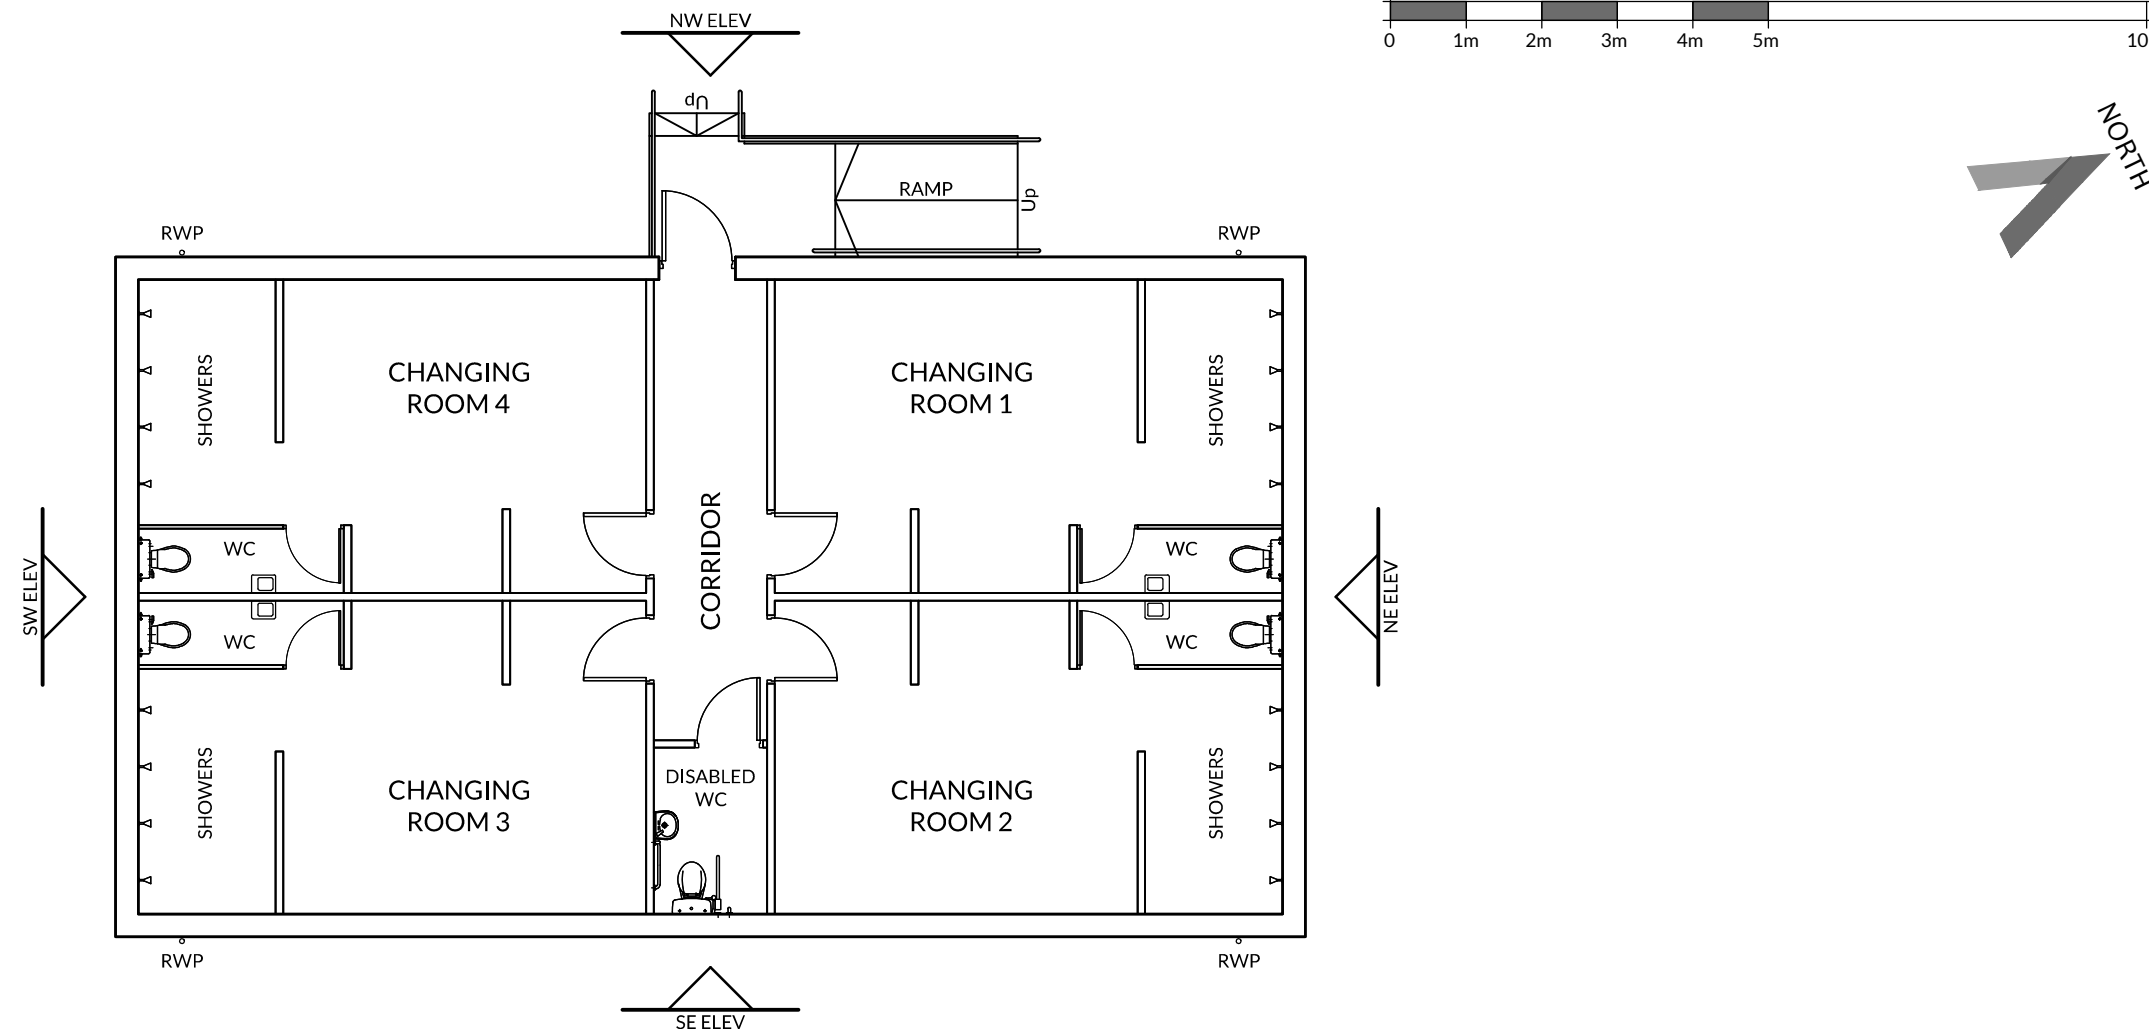 NW ELEV
0 1m 2m 3m 4m 5m 10
Up
NORTH
RAMP
Up
RWP
RWP
CHANGING
ROOM 4
CHANGING
ROOM 1
SHOWERS
SHOWERS
CORRIDOR
WC
WC
SW ELEV
NE ELEV
WC
WC
SHOWERS
SHOWERS
CHANGING
ROOM 3
DISABLED
WC
CHANGING
ROOM 2
RWP
RWP
SE ELEV